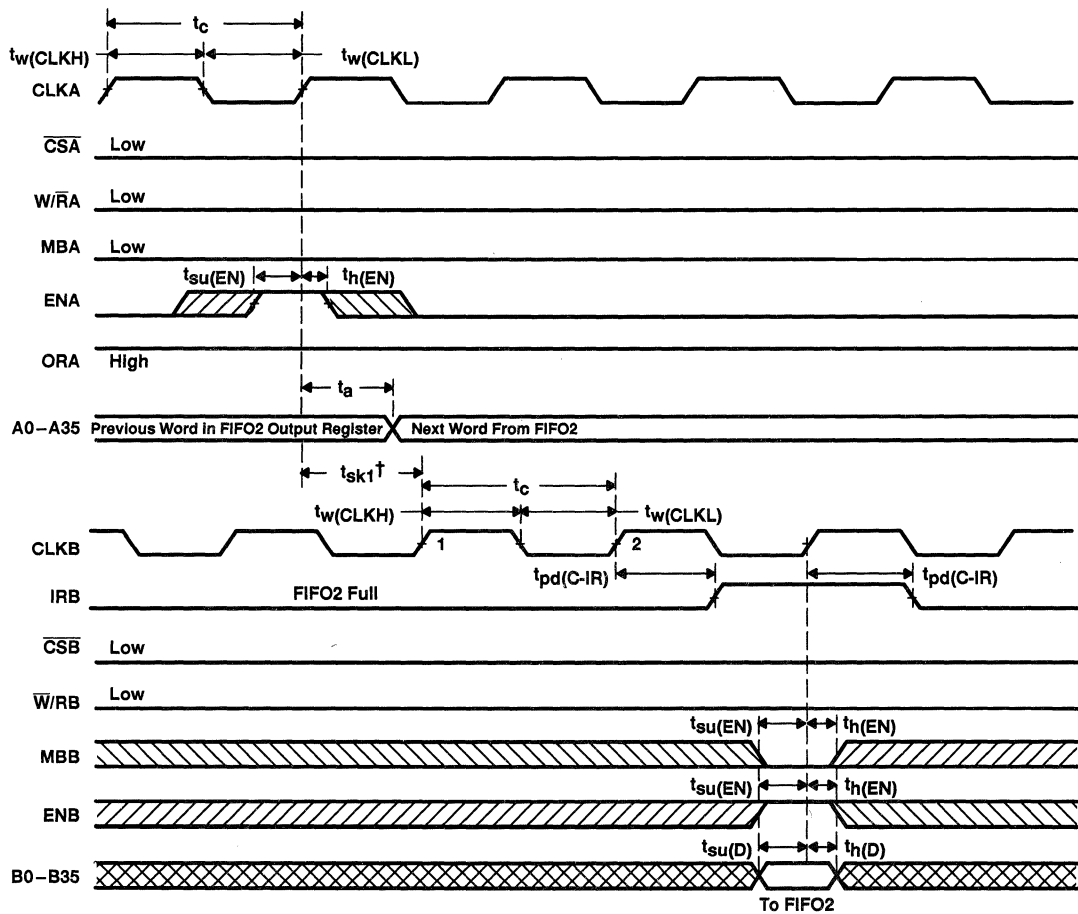 tc
tw(CLKH) tw(CLKL)
CLKA
CSA Low
W/RA Low
MBA Low
tsu(EN) th(EN)
ENA
ORA High
ta
A0–A35 Previous Word in FIFO2 Output Register Next Word From FIFO2
tsk1†
tc
tw(CLKH) tw(CLKL)
CLKB 1 2
tpd(C-IR) tpd(C-IR)
IRB FIFO2 Full
CSB Low
W/RB Low
tsu(EN) th(EN)
MBB
tsu(EN) th(EN)
ENB
tsu(D) th(D)
B0–B35
To FIFO2